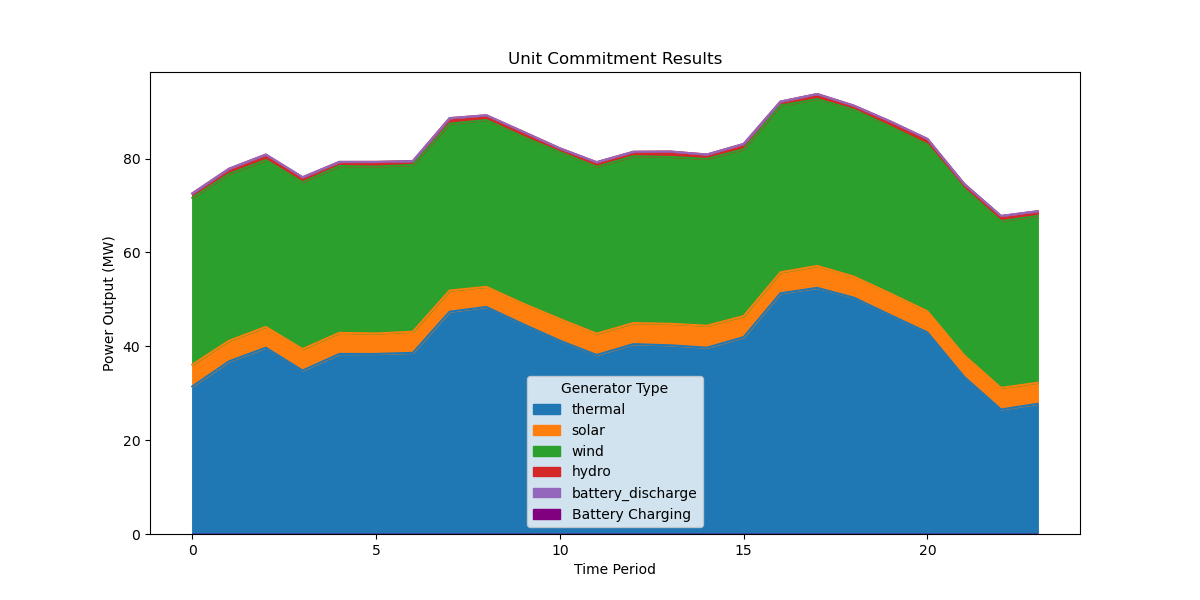 Unit Commitment Results
Power Output (MW)
80
60
40
20
0
Generator Type
thermal
solar
wind
hydro
battery_discharge
Battery Charging
0 5 10 15 20
Time Period